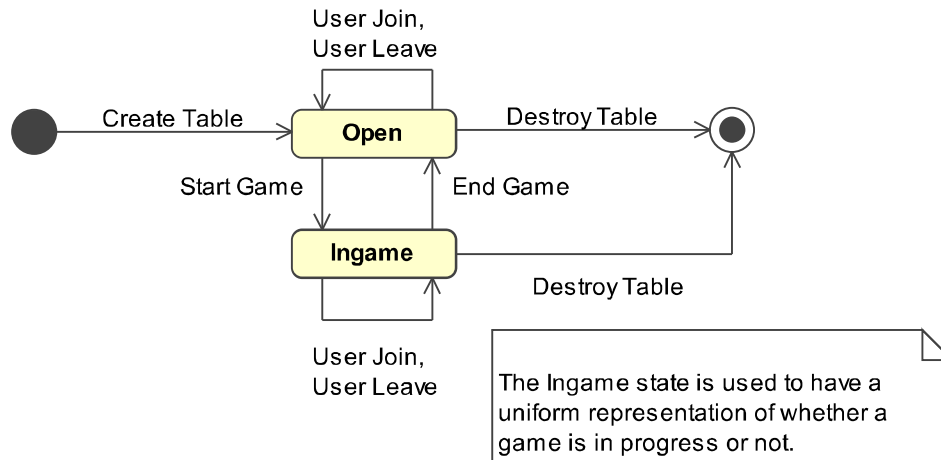 User Join,
User Leave
Create Table
Open
Destroy Table
Start Game
End Game
Ingame
Destroy Table
User Join,
User Leave
The Ingame state is used to have a
uniform representation of whether a
game is in progress or not.